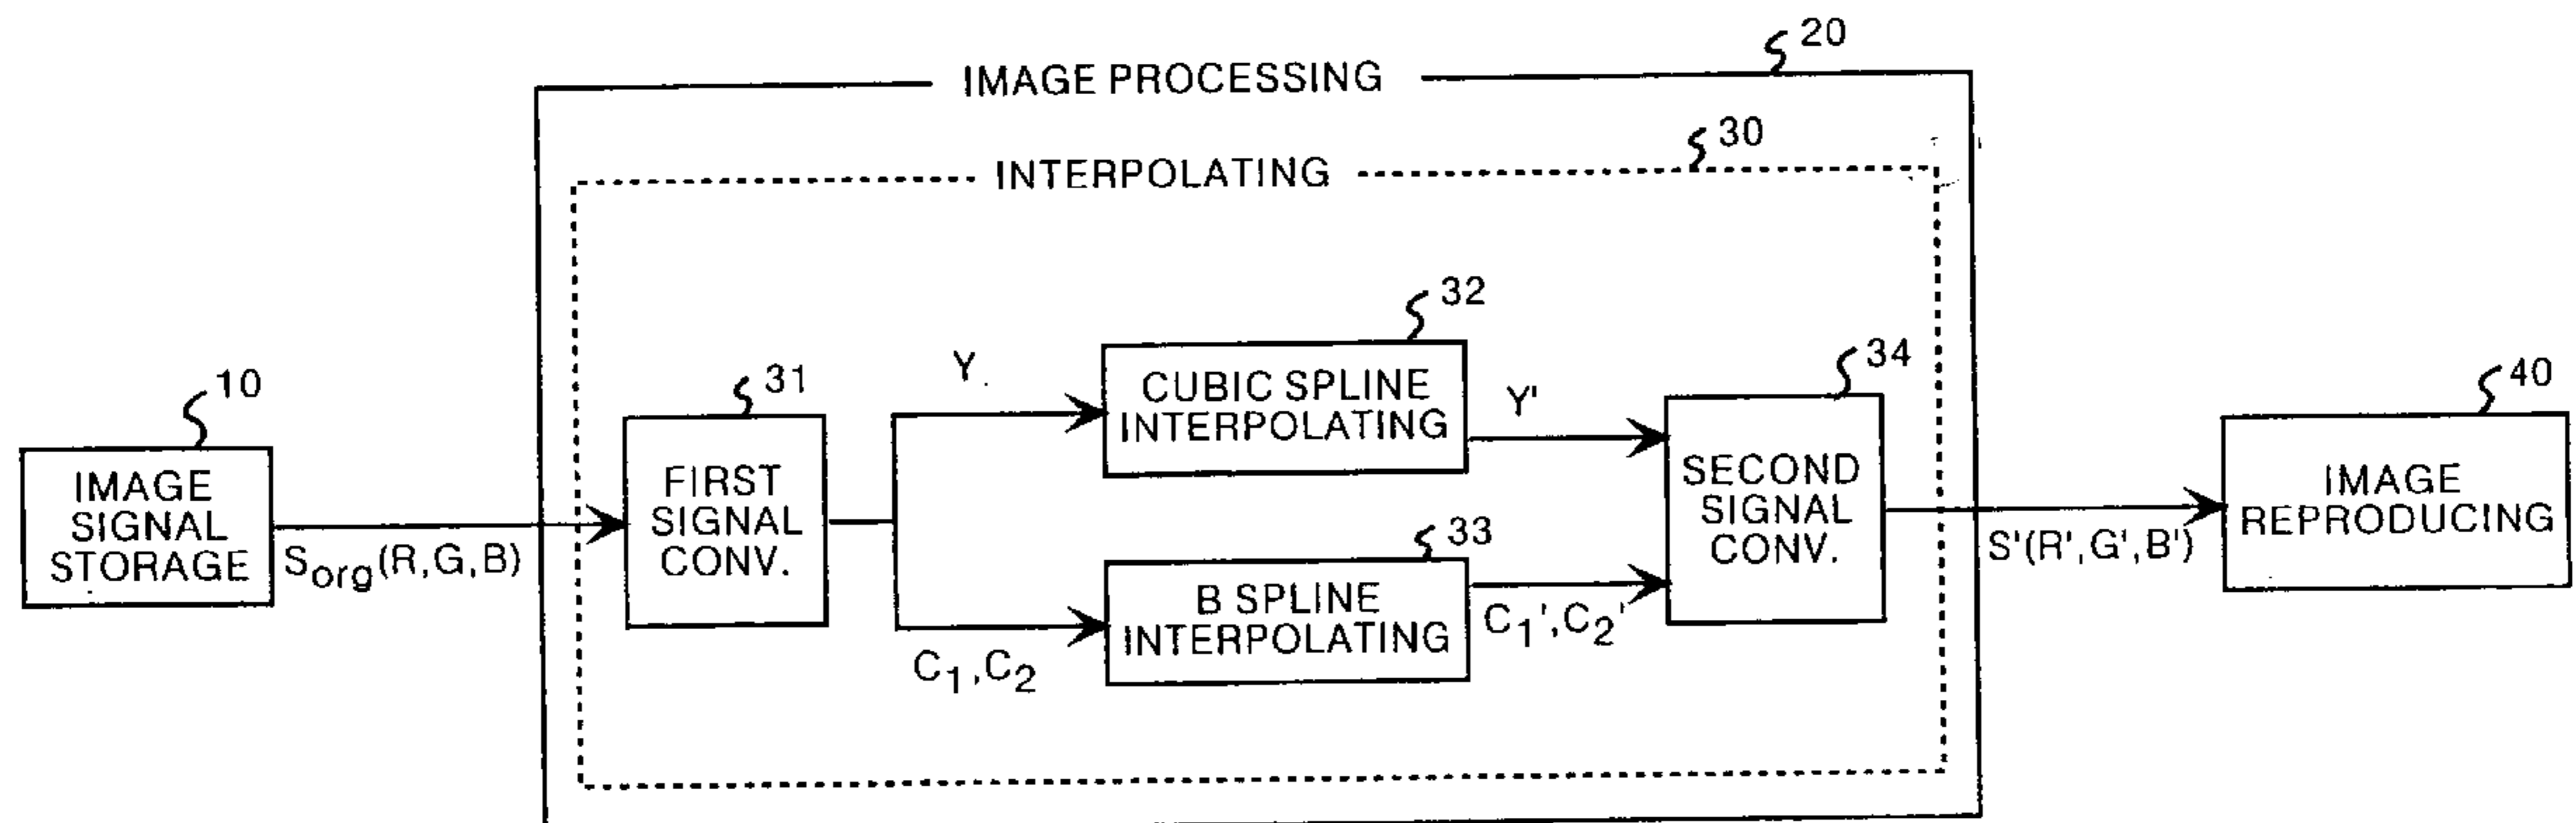 20
IMAGE PROCESSING
30
INTERPOLATING
10
IMAGE
SIGNAL
STORAGE
Sorg(R,G,B)
31
FIRST
SIGNAL
CONV.
Y
C1,C2
32
CUBIC SPLINE
INTERPOLATING
Y'
33
B SPLINE
INTERPOLATING
C1',C2'
34
SECOND
SIGNAL
CONV.
S'(R',G',B')
40
IMAGE
REPRODUCING